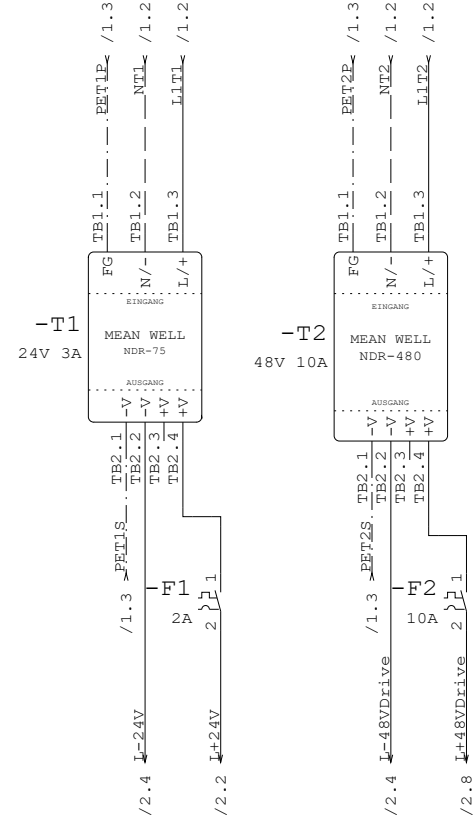 /1.3
/1.2
/1.2
PET1P
NT1
L1T1
TB1.1
TB1.2
TB1.3
FG
N/-
L/+
EINGANG
-T1
24V 3A
MEAN WELL
NDR-75
AUSGANG
-V
-V
+V
+V
TB2.1
TB2.2
TB2.3
TB2.4
PET1S
/1.3
-F1
2A
1
2
L-24V
L+24V
/2.4
/2.2
/1.3
/1.2
/1.2
PET2P
NT2
L1T2
TB1.1
TB1.2
TB1.3
FG
N/-
L/+
EINGANG
-T2
48V 10A
MEAN WELL
NDR-480
AUSGANG
-V
-V
+V
+V
TB2.1
TB2.2
TB2.3
TB2.4
PET2S
/1.3
-F2
10A
1
2
L-48VDrive
L+48VDrive
/2.4
/2.8